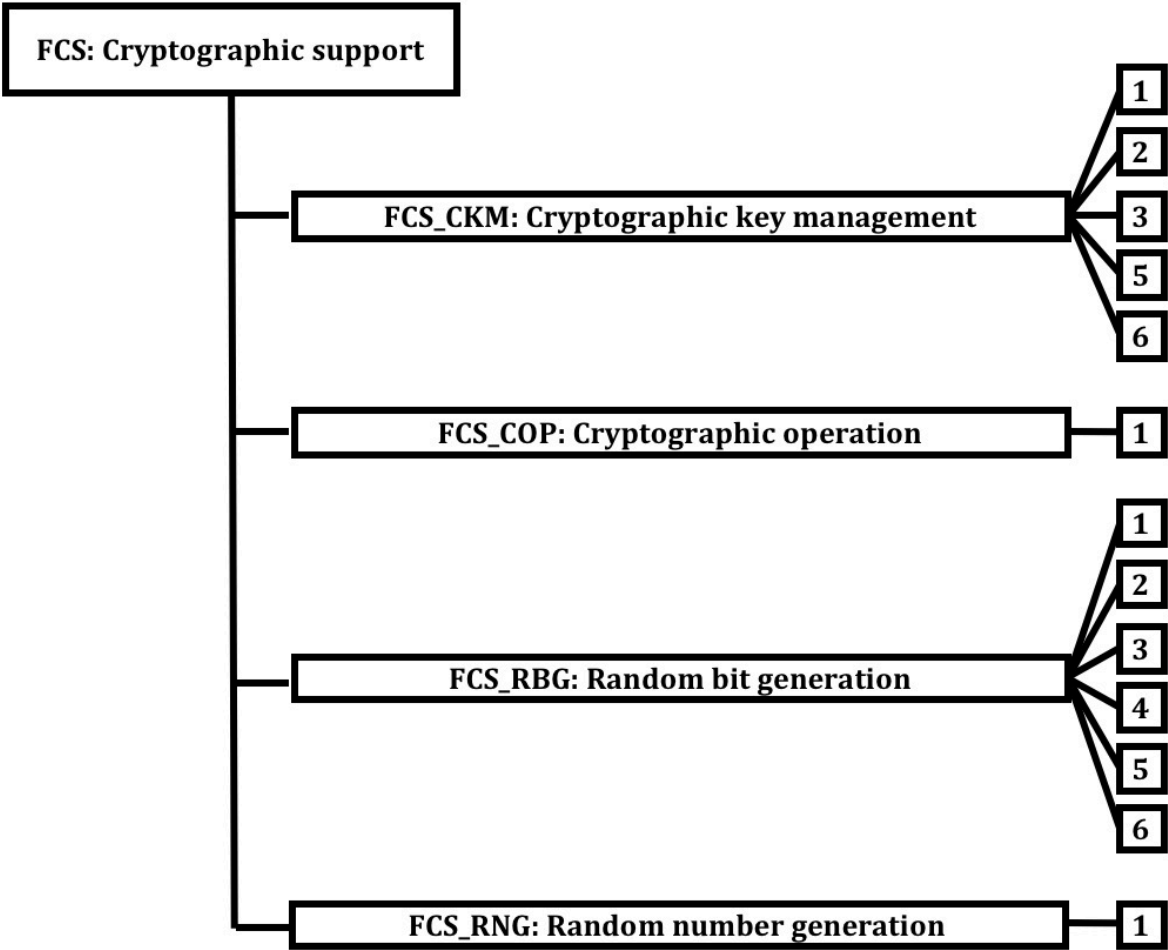 FCS: Cryptographic support
FCS_CKM: Cryptographic key management
1
2
3
5
6
FCS_COP: Cryptographic operation
1
FCS_RBG: Random bit generation
1
2
3
4
5
6
FCS_RNG: Random number generation
1